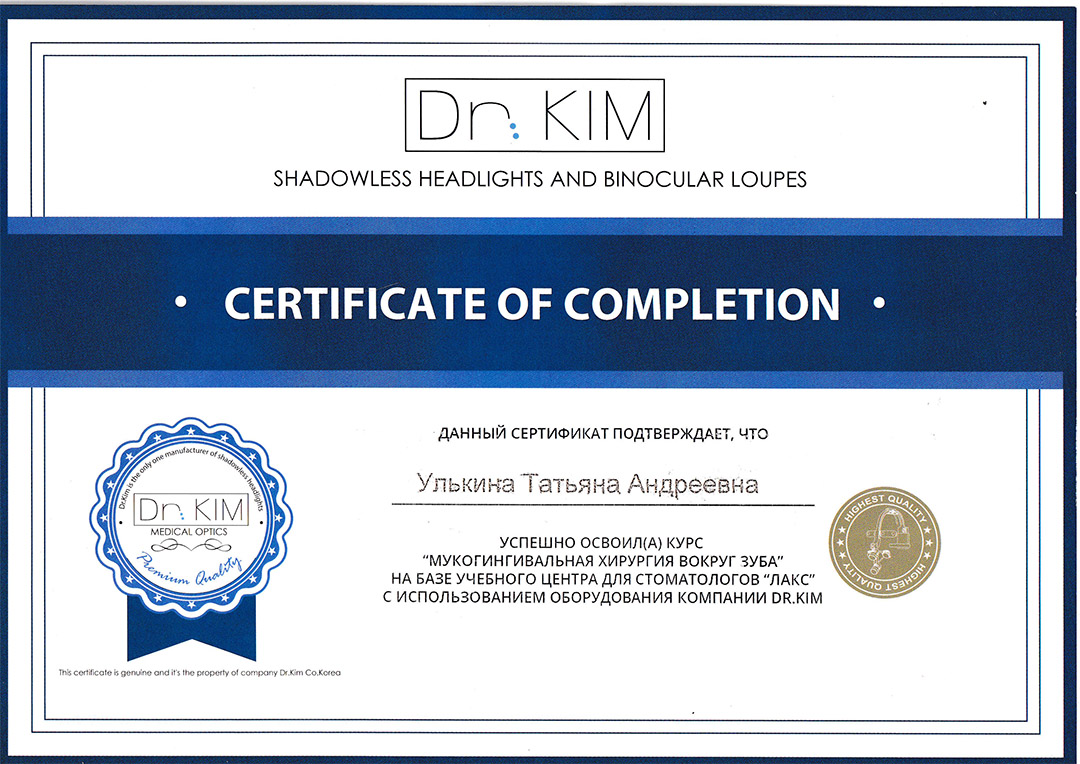 Dr. KIM
SHADOWLESS HEADLIGHTS AND BINOCULAR LOUPES
• CERTIFICATE OF COMPLETION •
ДАННЫЙ СЕРТИФИКАТ ПОДТВЕРЖДАЕТ, ЧТО
Улькина Татьяна Андреевна
УСПЕШНО ОСВОИЛ(А) КУРС
“МУКОГИНГИВАЛЬНАЯ ХИРУРГИЯ ВОКРУГ ЗУБА”
НА БАЗЕ УЧЕБНОГО ЦЕНТРА ДЛЯ СТОМАТОЛОГОВ “ЛАКС”
С ИСПОЛЬЗОВАНИЕМ ОБОРУДОВАНИЯ КОМПАНИИ DR.KIM
Dr.Kim is the only one manufacturer of shadowless headlights
Dr. KIM
MEDICAL OPTICS
Premium Quality
HIGHEST QUALITY
HIGHEST QUALITY
This certificate is genuine and it's the property of company Dr.Kim Co.Korea